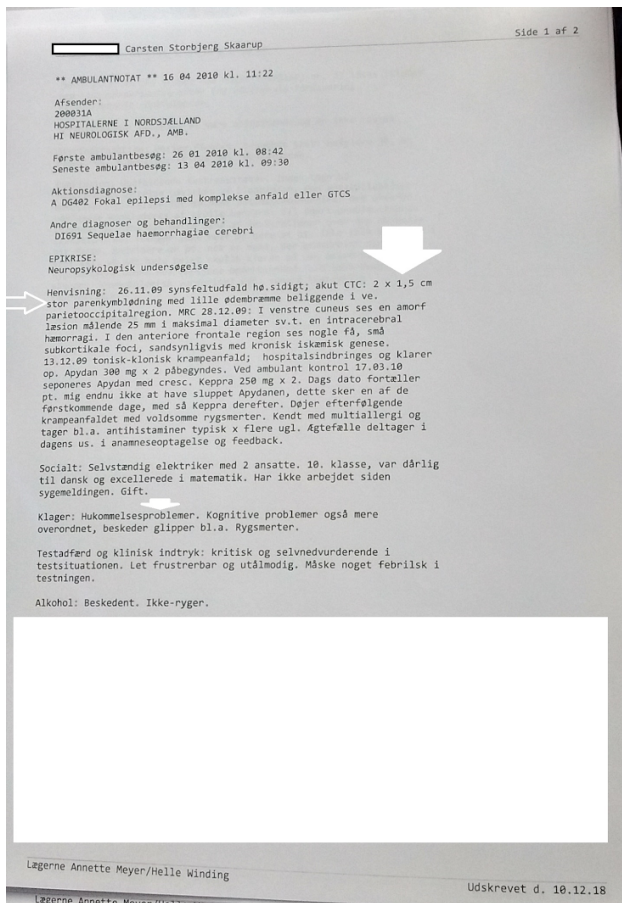 Side 1 af 2
Carsten Storbjerg Skaarup
** AMBULANTNOTAT ** 16 04 2010 kl. 11:22
Afsender:
200031A
HOSPITALERNE I NORDSJÆLLAND
HI NEUROLOGISK AFD., AMB.
Første ambulantbesøg: 26 01 2010 kl. 08:42
Seneste ambulantbesøg: 13 04 2010 kl. 09:30
Aktionsdiagnose:
A DG402 Fokal epilepsi med komplekse anfald eller GTCS
Andre diagnoser og behandlinger:
DI691 Sequelae haemorrhagiae cerebri
EPIKRISE:
Neuropsykologisk undersøgelse
Henvisning: 26.11.09 synsfeltudfald hø.sidigt; akut CTC: 2 x 1,5 cm
stor parenkymblødning med lille ødembræmme beliggende i ve.
parietooccipitalregion. MRC 28.12.09: I venstre cuneus ses en amorf
læsion målende 25 mm i maksimal diameter sv.t. en intracerebral
hæmorragi. I den anteriore frontale region ses nogle få, små
subkortikale foci, sandsynligvis med kronisk iskæmisk genese.
13.12.09 tonisk-klonisk krampeanfald; hospitalsindbringes og klarer
op. Apydan 300 mg x 2 påbegyndes. Ved ambulant kontrol 17.03.10
seponeres Apydan med cresc. Keppra 250 mg x 2. Dags dato fortæller
pt. mig endnu ikke at have sluppet Apydanen, dette sker en af de
førstkommende dage, med så Keppra derefter. Døjer efterfølgende
krampeanfaldet med voldsomme rygsmerter. Kendt med multiallergi og
tager bl.a. antihistaminer typisk x flere ugl. Ægtefælle deltager i
dagens us. i anamneseoptagelse og feedback.
Socialt: Selvstændig elektriker med 2 ansatte. 10. klasse, var dårlig
til dansk og excellerede i matematik. Har ikke arbejdet siden
sygemeldingen. Gift.
Klager: Hukommelsesproblemer. Kognitive problemer også mere
overordnet, beskeder glipper bl.a. Rygsmerter.
Testadfærd og klinisk indtryk: kritisk og selvnedvurderende i
testsituationen. Let frustrerbar og utålmodig. Måske noget febrilsk i
testningen.
Alkohol: Beskedent. Ikke-ryger.
Lægerne Annette Meyer/Helle Winding
Udskrevet d. 10.12.18
Lægerne Annette